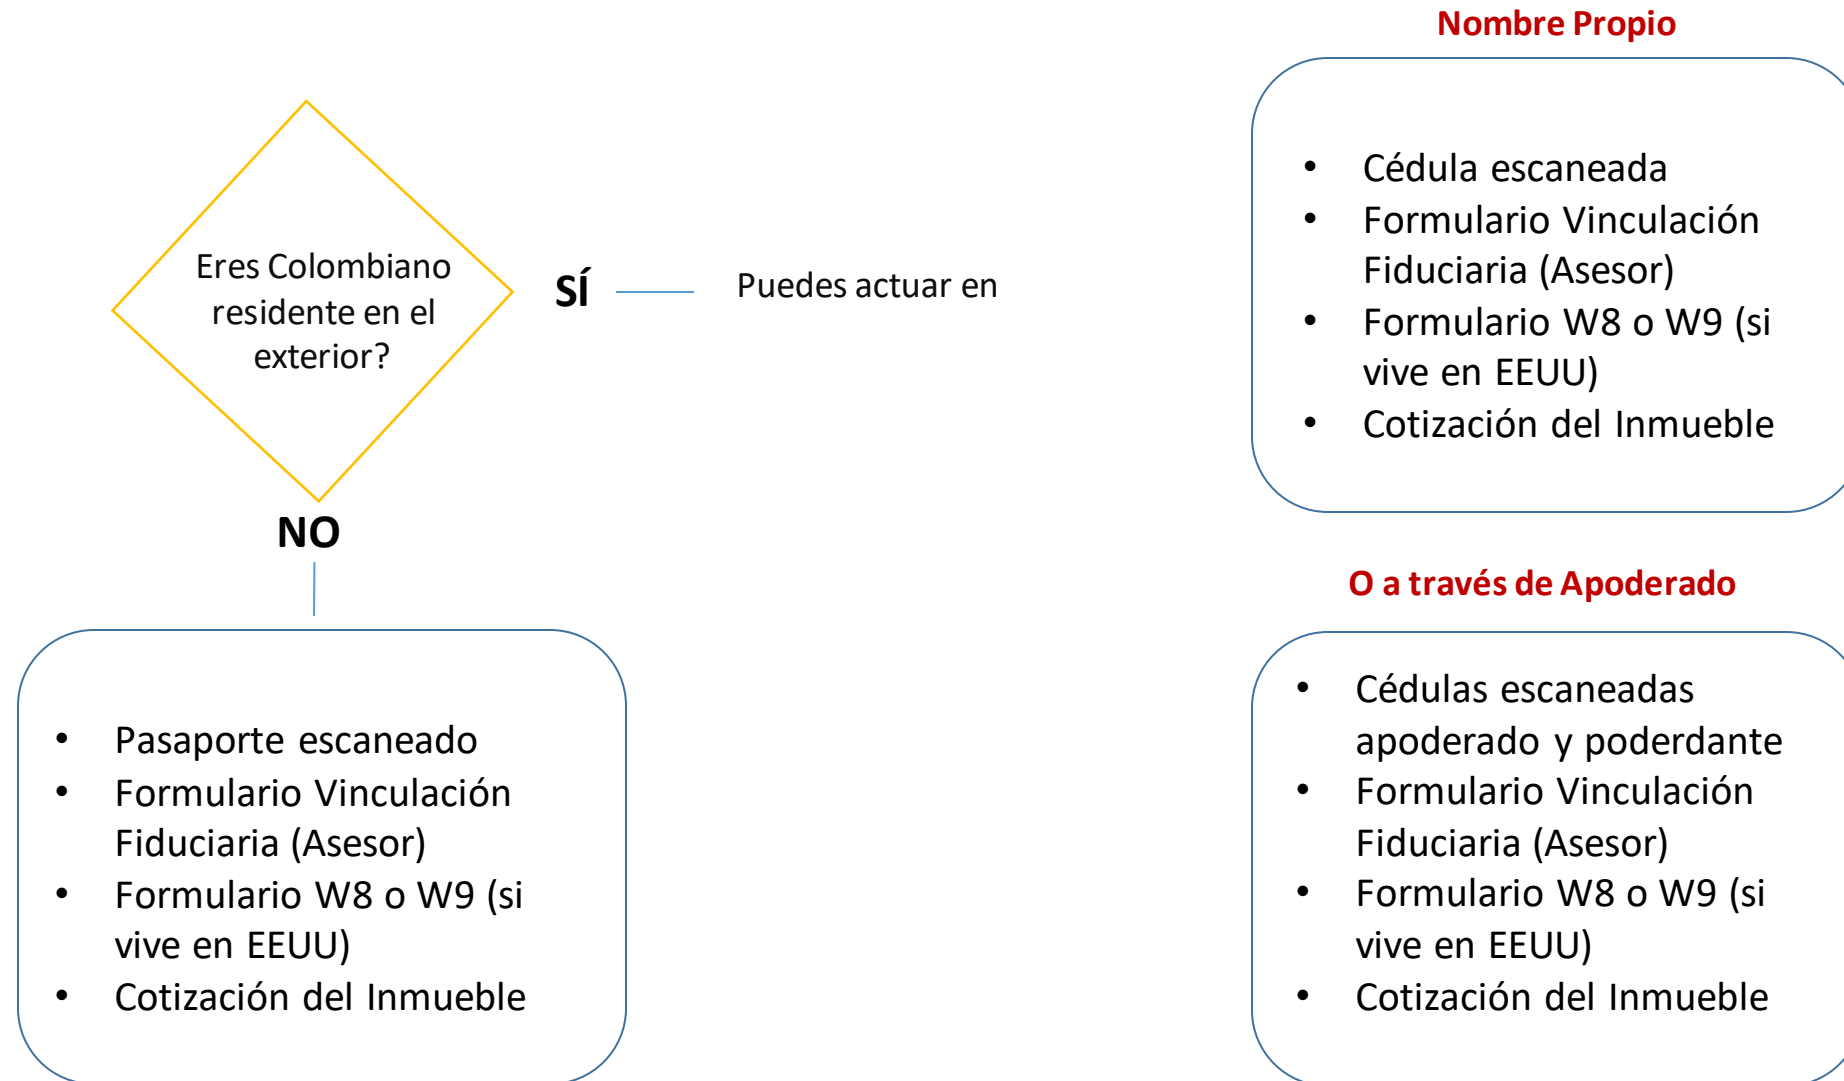 Eres Colombiano
residente en el
exterior?
SÍ
Puedes actuar en
Nombre Propio
• Cédula escaneada
• Formulario Vinculación
Fiduciaria (Asesor)
• Formulario W8 o W9 (si
vive en EEUU)
• Cotización del Inmueble
O a través de Apoderado
• Cédulas escaneadas
apoderado y poderdante
• Formulario Vinculación
Fiduciaria (Asesor)
• Formulario W8 o W9 (si
vive en EEUU)
• Cotización del Inmueble
NO
• Pasaporte escaneado
• Formulario Vinculación
Fiduciaria (Asesor)
• Formulario W8 o W9 (si
vive en EEUU)
• Cotización del Inmueble